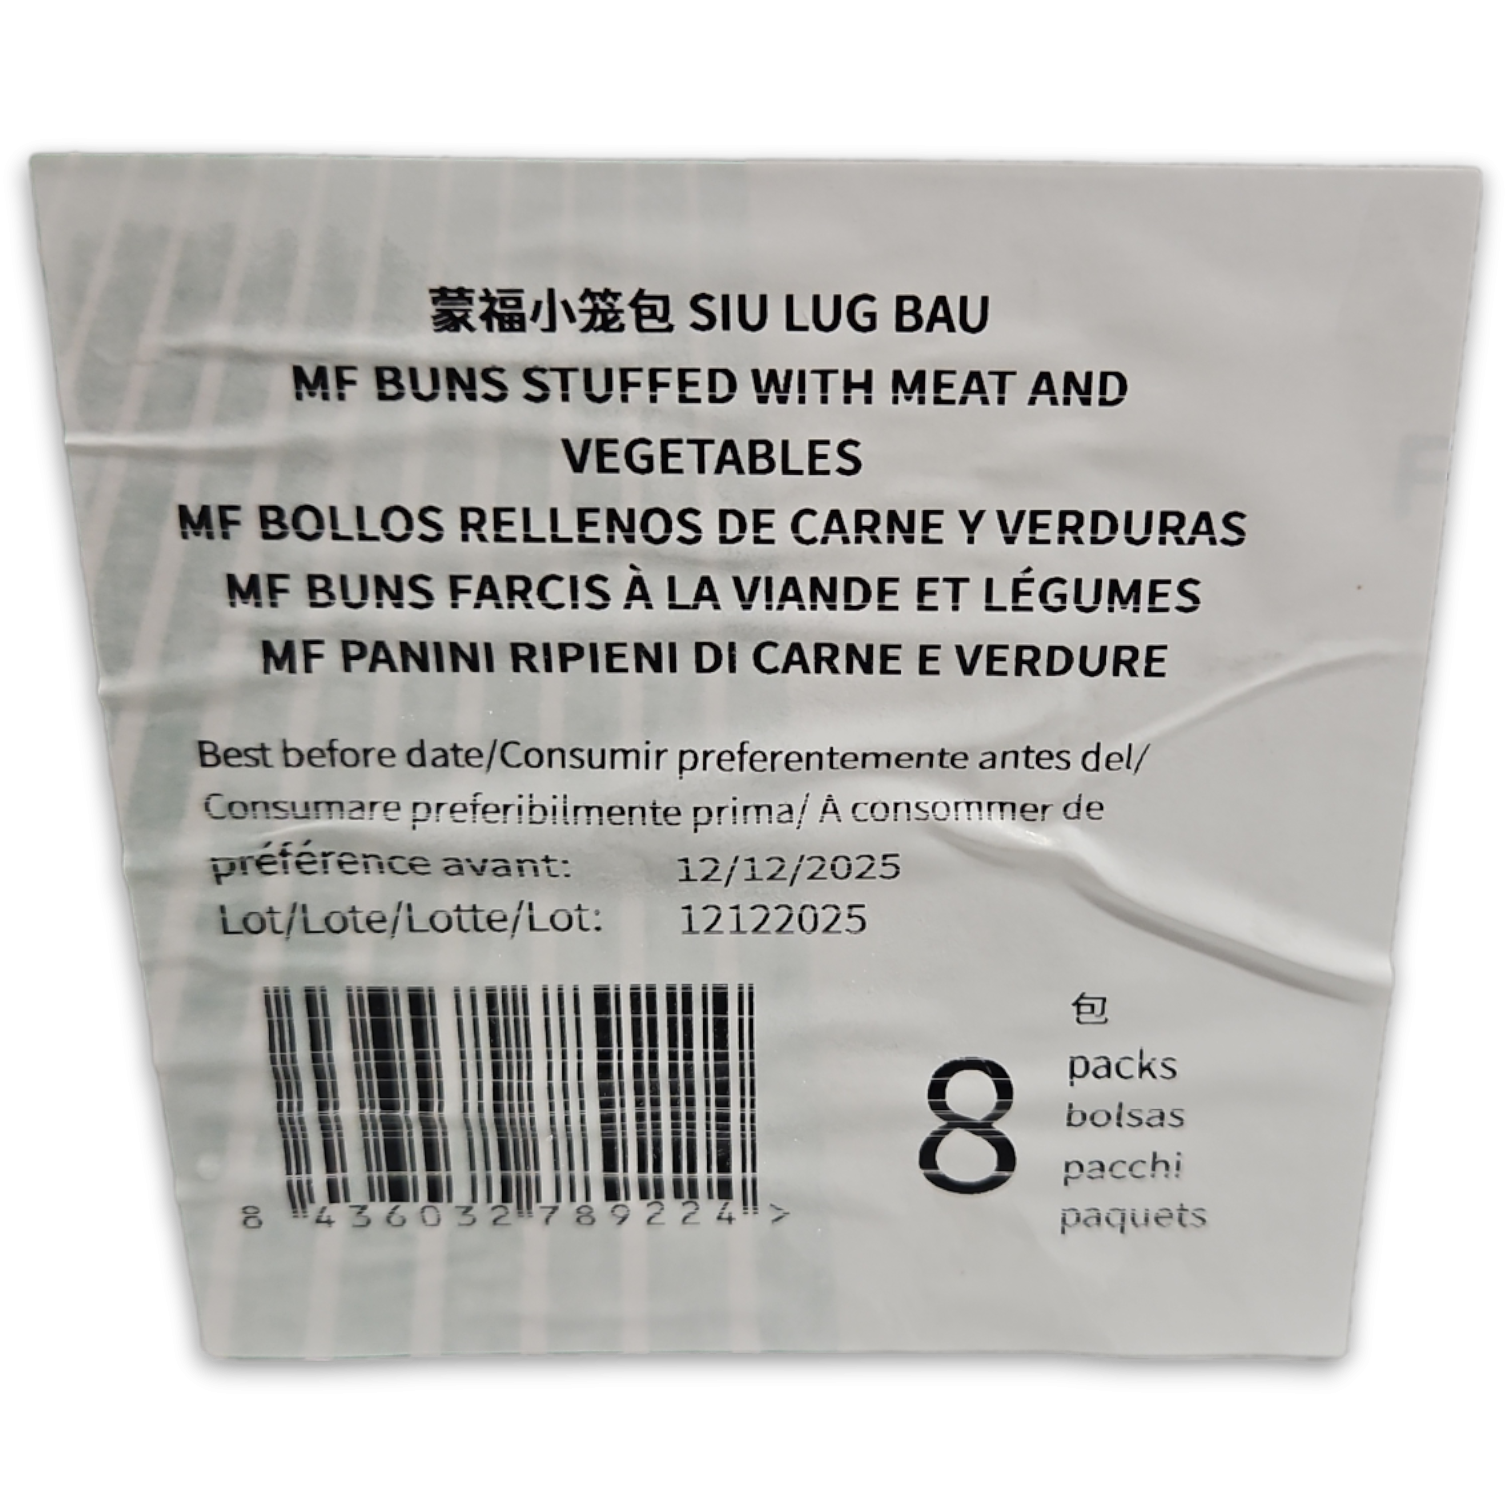 蒙福小笼包 SIU LUG BAU
MF BUNS STUFFED WITH MEAT AND
VEGETABLES
MF BOLLOS RELLENOS DE CARNE Y VERDURAS
MF BUNS FARCIS À LA VIANDE ET LÉGUMES
MF PANINI RIPIENI DI CARNE E VERDURE
Best before date/Consumir preferentemente antes del/
Consumare preferibilmente prima/ À consommer de
préférence avant: 12/12/2025
Lot/Lote/Lotte/Lot: 12122025
8 436032 789224 >
8
包
packs
bolsas
pacchi
paquets